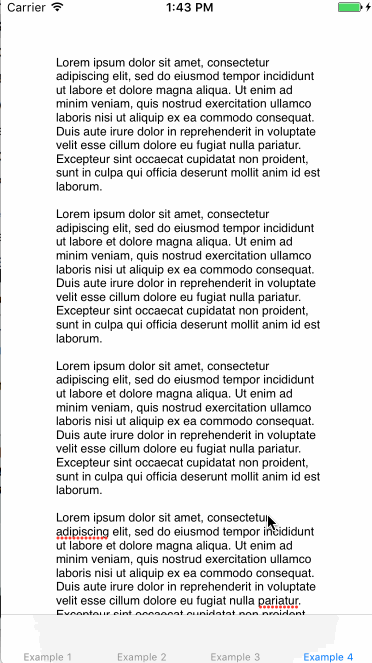 Carrier 1:43 PM
Lorem ipsum dolor sit amet, consectetur
adipiscing elit, sed do eiusmod tempor incididunt
ut labore et dolore magna aliqua. Ut enim ad
minim veniam, quis nostrud exercitation ullamco
laboris nisi ut aliquip ex ea commodo consequat.
Duis aute irure dolor in reprehenderit in voluptate
velit esse cillum dolore eu fugiat nulla pariatur.
Excepteur sint occaecat cupidatat non proident,
sunt in culpa qui officia deserunt mollit anim id est
laborum.
Lorem ipsum dolor sit amet, consectetur
adipiscing elit, sed do eiusmod tempor incididunt
ut labore et dolore magna aliqua. Ut enim ad
minim veniam, quis nostrud exercitation ullamco
laboris nisi ut aliquip ex ea commodo consequat.
Duis aute irure dolor in reprehenderit in voluptate
velit esse cillum dolore eu fugiat nulla pariatur.
Excepteur sint occaecat cupidatat non proident,
sunt in culpa qui officia deserunt mollit anim id est
laborum.
Lorem ipsum dolor sit amet, consectetur
adipiscing elit, sed do eiusmod tempor incididunt
ut labore et dolore magna aliqua. Ut enim ad
minim veniam, quis nostrud exercitation ullamco
laboris nisi ut aliquip ex ea commodo consequat.
Duis aute irure dolor in reprehenderit in voluptate
velit esse cillum dolore eu fugiat nulla pariatur.
Excepteur sint occaecat cupidatat non proident,
sunt in culpa qui officia deserunt mollit anim id est
laborum.
Lorem ipsum dolor sit amet, consectetur
adipiscing elit, sed do eiusmod tempor incididunt
ut labore et dolore magna aliqua. Ut enim ad
minim veniam, quis nostrud exercitation ullamco
laboris nisi ut aliquip ex ea commodo consequat.
Duis aute irure dolor in reprehenderit in voluptate
velit esse cillum dolore eu fugiat nulla pariatur.
Excepteur sint occaecat cupidatat non proident,
Example 1 Example 2 Example 3 Example 4